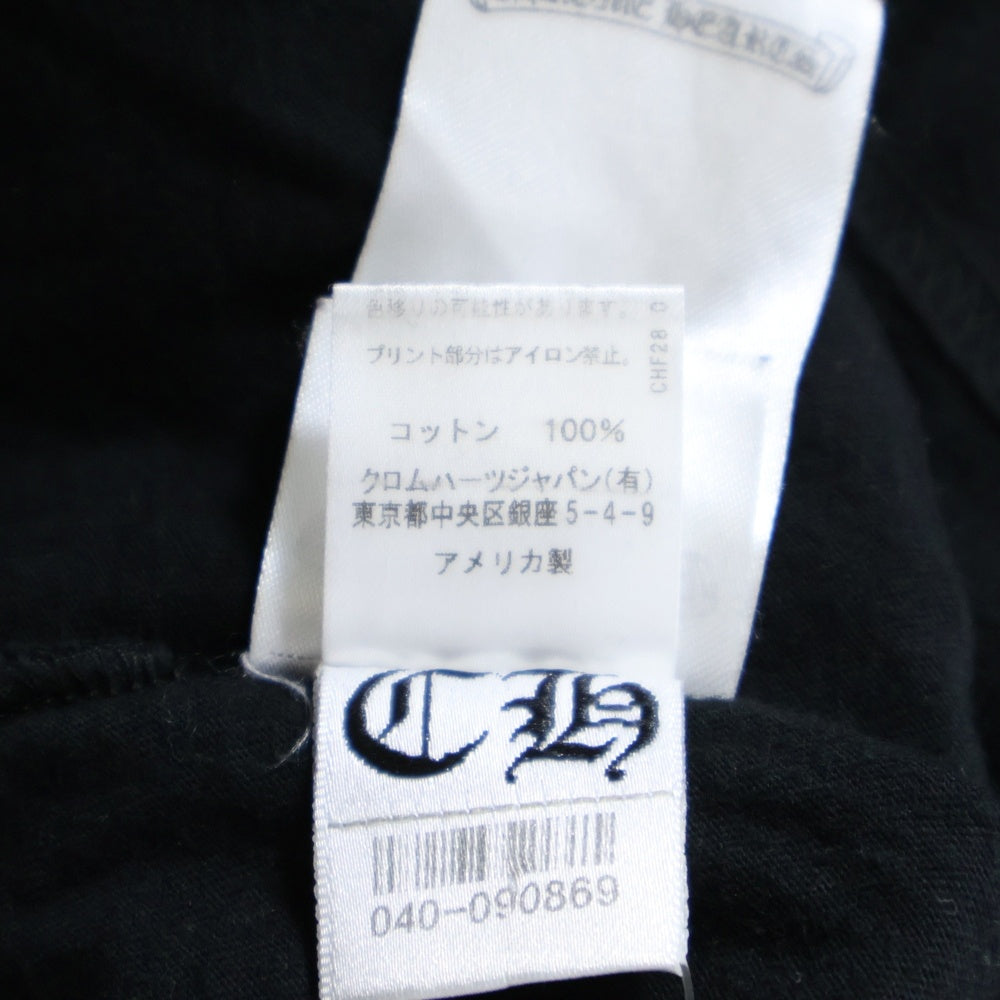 色移りの可能性があります。
プリント部分はアイロン禁止。
CHF28 0
コットン 100%
クロムハーツジャパン(有)
東京都中央区銀座5-4-9
アメリカ製
CH
040-090869